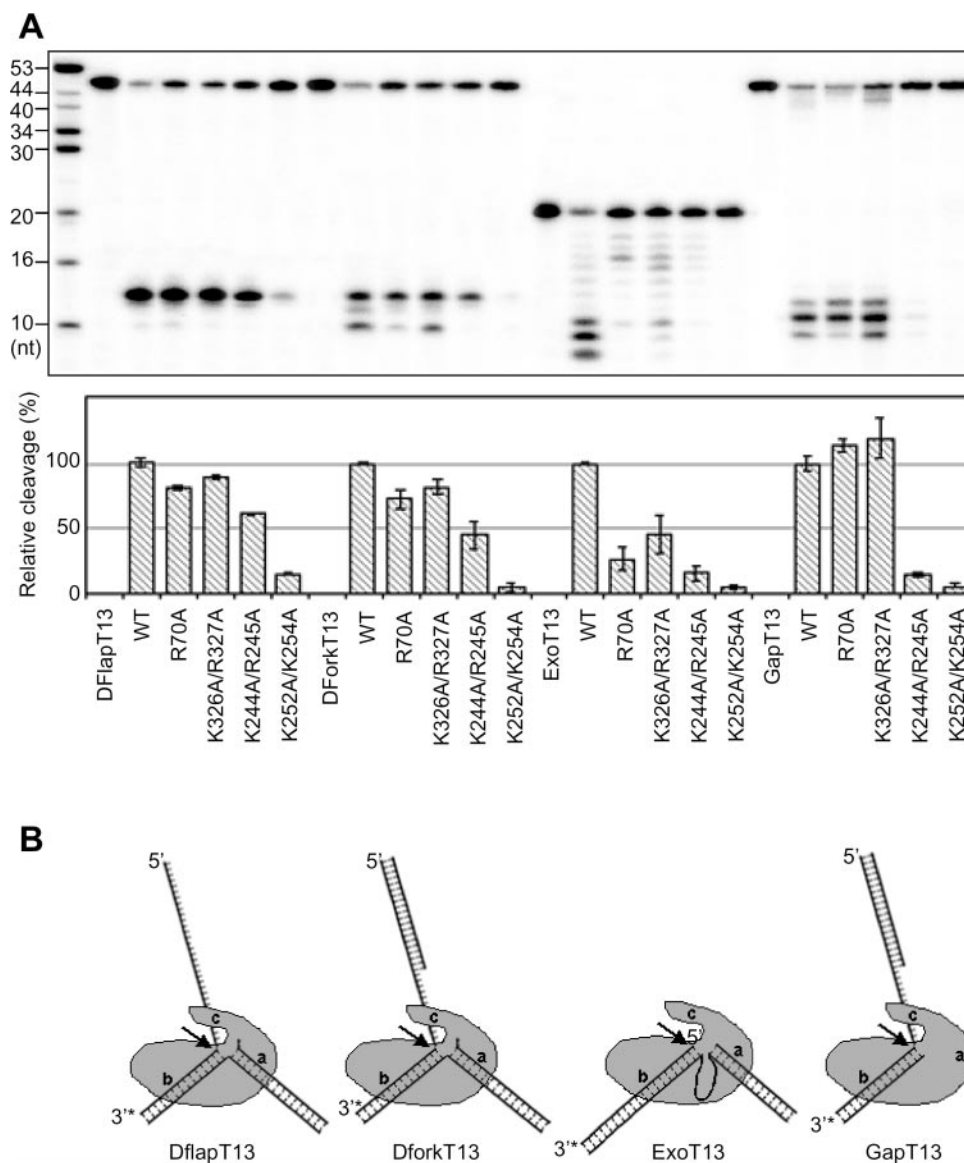 A
53
44
40
34
30
20
16
10
(nt)
Relative cleavage (%)
100
50
0
DFlapT13
WT
R70A
K326A/R327A
K244A/R245A
K252A/K254A
DForkT13
WT
R70A
K326A/R327A
K244A/R245A
K252A/K254A
ExoT13
WT
R70A
K326A/R327A
K244A/R245A
K252A/K254A
GapT13
WT
R70A
K326A/R327A
K244A/R245A
K252A/K254A
B
5' 5' 5'
c c c c
5'
b a b a b a b a
3'* 3'* 3'* 3'*
DflapT13 DforkT13 ExoT13 GapT13